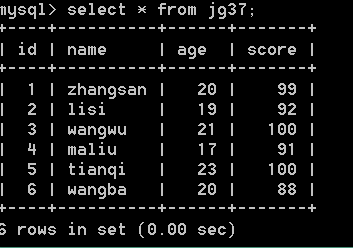 mysql> select * from jg37;
+----+----------+-----+-------+
| id | name     | age | score |
+----+----------+-----+-------+
|  1 | zhangsan |  20 |    99 |
|  2 | lisi     |  19 |    92 |
|  3 | wangwu   |  21 |   100 |
|  4 | maliu    |  17 |    91 |
|  5 | tianqi   |  23 |   100 |
|  6 | wangba   |  20 |    88 |
+----+----------+-----+-------+
6 rows in set (0.00 sec)